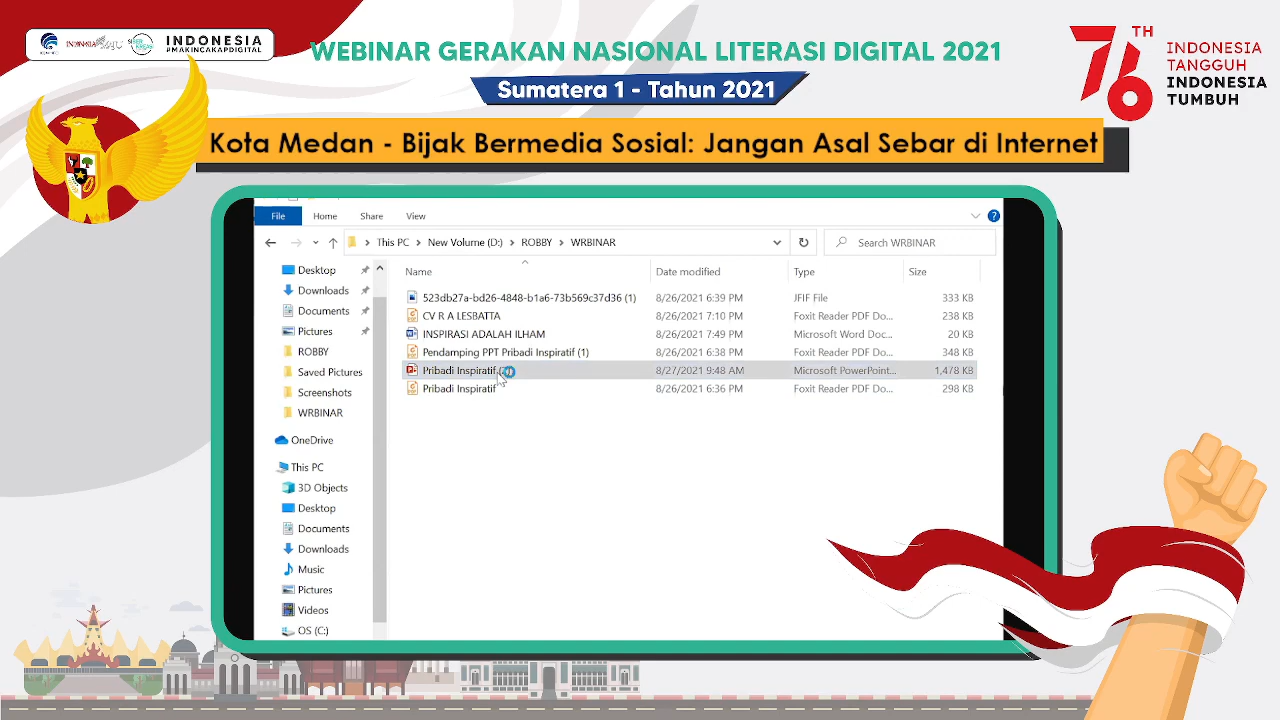 INDONESIA
#MAKINCAKAPDIGITAL
WEBINAR GERAKAN NASIONAL LITERASI DIGITAL 2021
Sumatera 1 - Tahun 2021
76 TH
INDONESIA
TANGGUH
INDONESIA
TUMBUH
Kota Medan - Bijak Bermedia Sosial: Jangan Asal Sebar di Internet
File Home Share View
This PC New Volume (D:) ROBBY WRBINAR Search WRBINAR
Name Date modified Type Size
523db27a-bd26-4848-b1a6-73b569c37d36 (1) 8/26/2021 6:39 PM JFIF File 333 KB
CV R A LESBATTA 8/26/2021 7:10 PM Foxit Reader PDF Do... 238 KB
INSPIRASI ADALAH ILHAM 8/26/2021 7:49 PM Microsoft Word Doc... 20 KB
Pendamping PPT Pribadi Inspiratif (1) 8/26/2021 6:38 PM Foxit Reader PDF Do... 348 KB
Pribadi Inspiratif 8/27/2021 9:48 AM Microsoft PowerPoint... 1,478 KB
Pribadi Inspiratif 8/26/2021 6:36 PM Foxit Reader PDF Do... 298 KB
Desktop
Downloads
Documents
Pictures
ROBBY
Saved Pictures
Screenshots
WRBINAR
OneDrive
This PC
3D Objects
Desktop
Documents
Downloads
Music
Pictures
Videos
OS (C:)